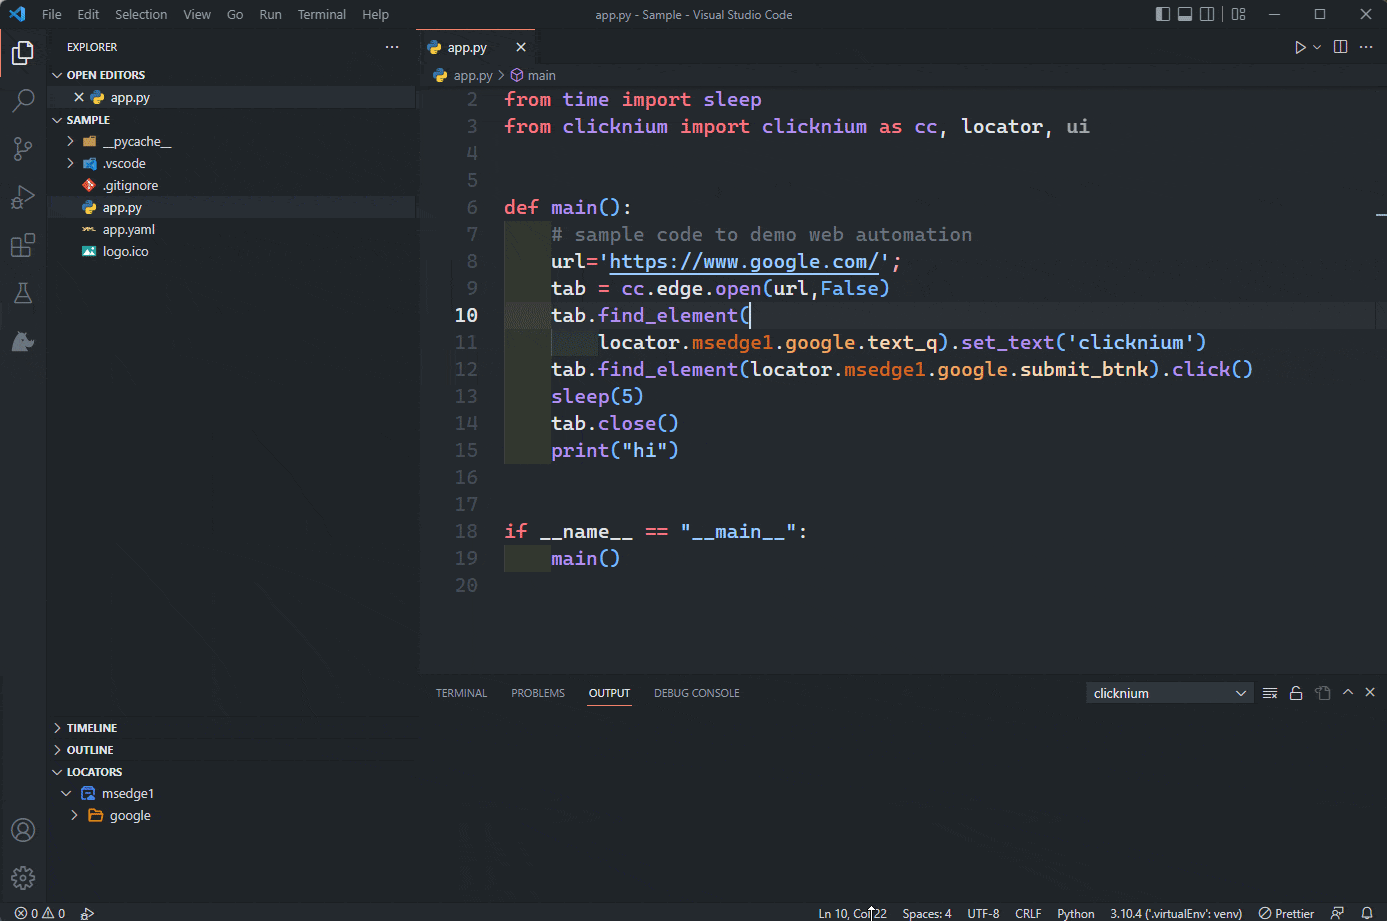 File Edit Selection View Go Run Terminal Help
app.py - Sample - Visual Studio Code
EXPLORER
OPEN EDITORS
app.py
SAMPLE
__pycache__
.vscode
.gitignore
app.py
app.yaml
logo.ico
TIMELINE
OUTLINE
LOCATORS
msedge1
google
app.py
app.py > main
2 from time import sleep
3 from clicknium import clicknium as cc, locator, ui
4
5
6 def main():
7     # sample code to demo web automation
8     url='https://www.google.com/';
9     tab = cc.edge.open(url,False)
10     tab.find_element(
11         locator.msedge1.google.text_q).set_text('clicknium')
12     tab.find_element(locator.msedge1.google.submit_btnk).click()
13     sleep(5)
14     tab.close()
15     print("hi")
16
17
18 if __name__ == "__main__":
19     main()
20
TERMINAL PROBLEMS OUTPUT DEBUG CONSOLE
clicknium
0 0
Ln 10, Col 22 Spaces: 4 UTF-8 CRLF Python 3.10.4 ('.virtualEnv': venv) Prettier